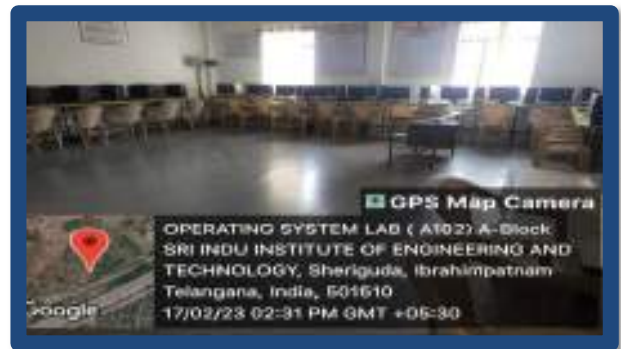 GPS Map Camera
OPERATING SYSTEM LAB ( A102) A-Block
SRI INDU INSTITUTE OF ENGINEERING AND
TECHNOLOGY, Sheriguda, Ibrahimpatnam
Telangana, India, 501510
17/02/23 02:31 PM GMT +05:30
Google